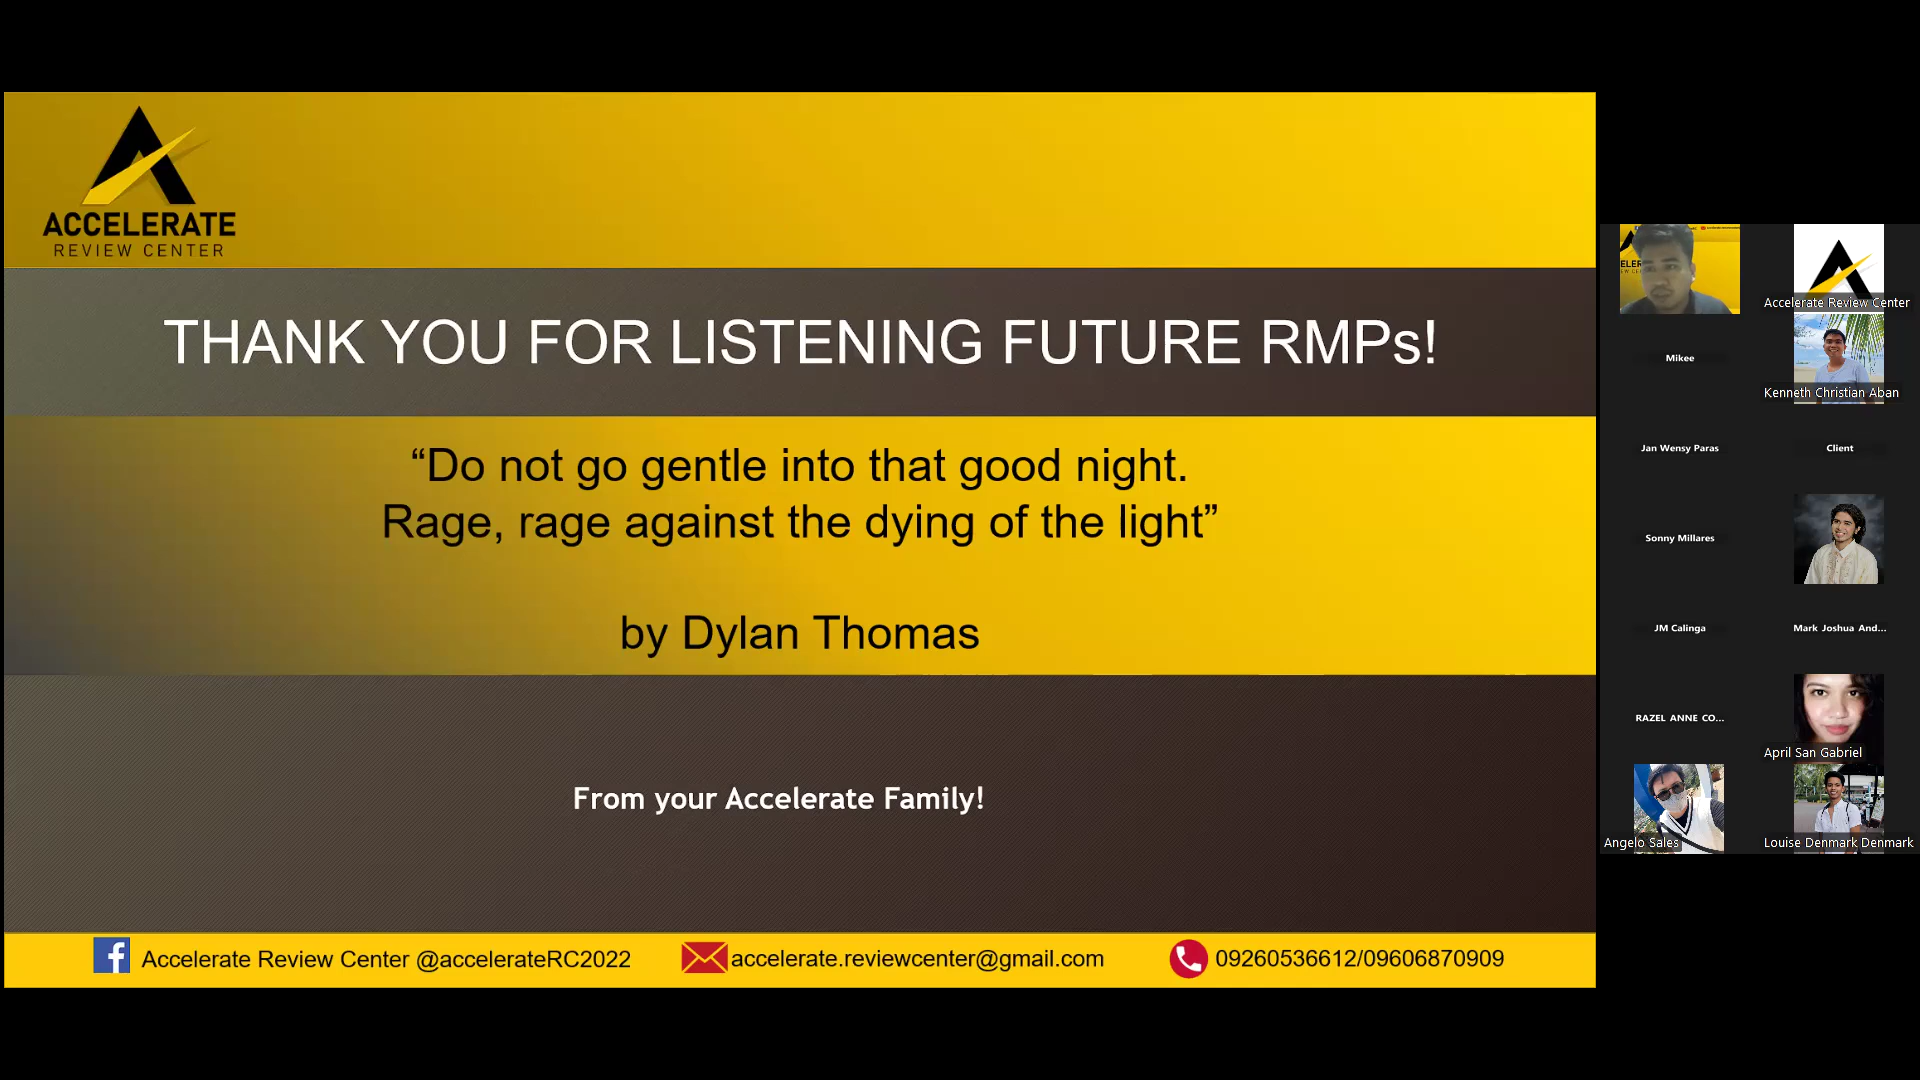 ACCELERATE
REVIEW CENTER
THANK YOU FOR LISTENING FUTURE RMPs!
“Do not go gentle into that good night.
Rage, rage against the dying of the light”
by Dylan Thomas
From your Accelerate Family!
Accelerate Review Center @accelerateRC2022
accelerate.reviewcenter@gmail.com
09260536612/09606870909
Accelerate Review Center
Mikee
Kenneth Christian Aban
Jan Wensy Paras
Client
Sonny Millares
JM Calinga
Mark Joshua And...
RAZEL ANNE CO...
April San Gabriel
Angelo Sales
Louise Denmark Denmark